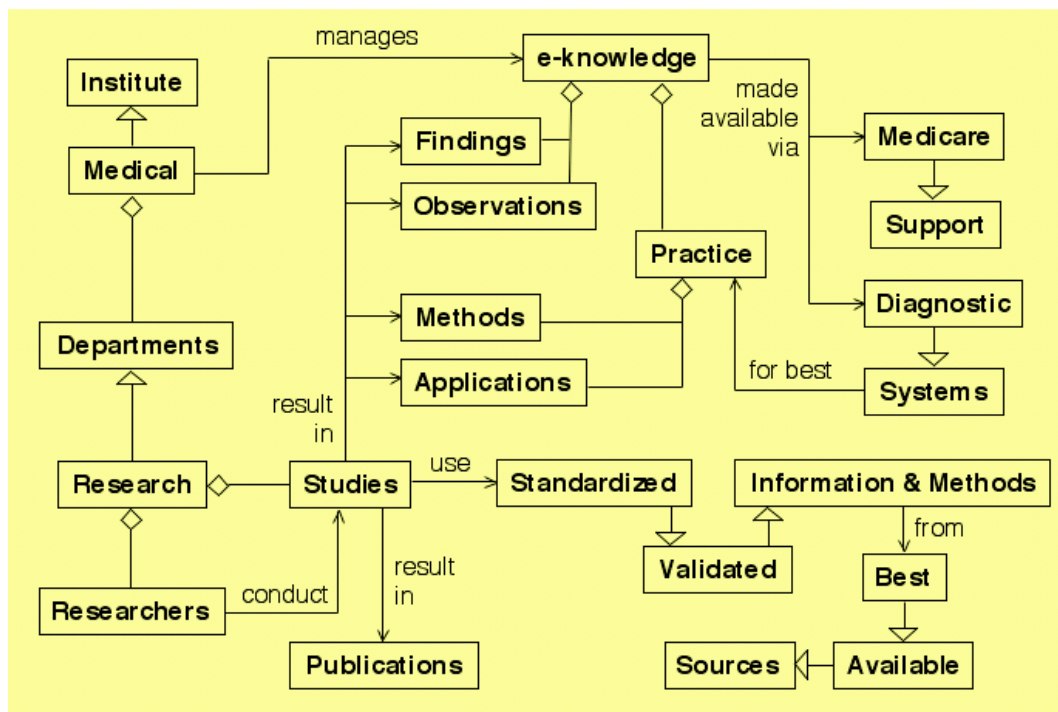 manages
e-knowledge
Institute
made
available
via
Findings
Medicare
Medical
Observations
Support
Practice
Methods
Diagnostic
Departments
Applications
for best
Systems
result
in
Research
Studies
use
Standardized
Information & Methods
from
Validated
Best
result
in
conduct
Researchers
Publications
Sources
Available